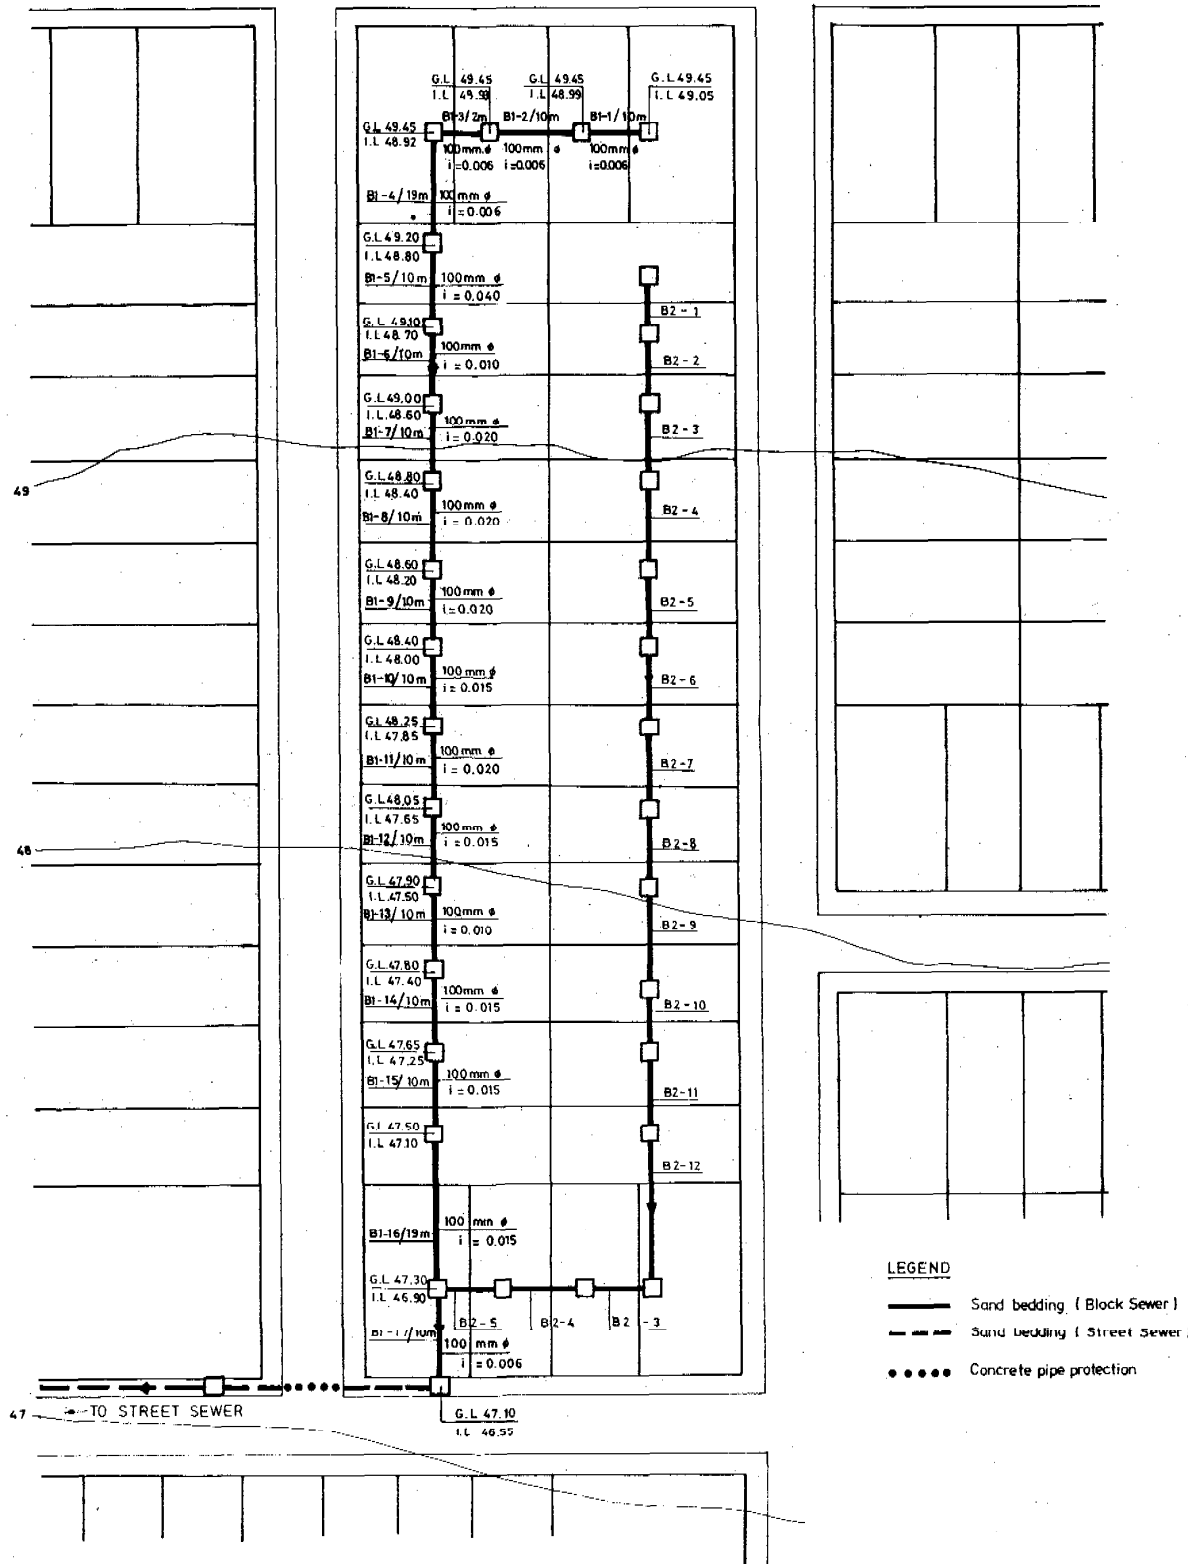 G.L 49.45
I.L 49.98
G.L 49.45
I.L 48.99
G.L 49.45
I.L 49.05
B1-3/2m
B1-2/10m
B1-1/10m
G.L 49.45
I.L 48.92
100mm ø
i=0.006
100mm ø
i=0.006
100mm ø
i=0.006
B1-4/19m
100mm ø
i=0.006
G.L 49.20
I.L 48.80
B1-5/10m
100mm ø
i = 0.040
B2-1
G.L 49.10
I.L 48.70
B1-6/10m
100mm ø
i = 0.010
B2-2
G.L 49.00
I.L 48.60
B1-7/10m
100mm ø
i = 0.020
B2-3
49
G.L 48.80
I.L 48.40
B1-8/10m
100mm ø
i = 0.020
B2-4
G.L 48.60
I.L 48.20
B1-9/10m
100mm ø
i=0.020
B2-5
G.L 48.40
I.L 48.00
B1-10/10m
100mm ø
i = 0.015
B2-6
G.L 48.25
I.L 47.85
B1-11/10m
100mm ø
i = 0.020
B2-7
G.L 48.05
I.L 47.65
B1-12/10m
100mm ø
i = 0.015
B2-8
48
G.L 47.90
I.L 47.50
B1-13/10m
100mm ø
i = 0.010
B2-9
G.L 47.80
I.L 47.40
B1-14/10m
100mm ø
i = 0.015
B2-10
G.L 47.65
I.L 47.25
B1-15/10m
100mm ø
i = 0.015
B2-11
G.L 47.50
I.L 47.10
B2-12
B1-16/19m
100 mm ø
i = 0.015
G.L 47.30
I.L 46.90
B2-5
B2-4
B2-3
B1-17/10m
100 mm ø
i = 0.006
LEGEND
Sand bedding ( Block Sewer )
Sand bedding ( Street Sewer
Concrete pipe protection
47
TO STREET SEWER
G.L 47.10
I.L 46.55